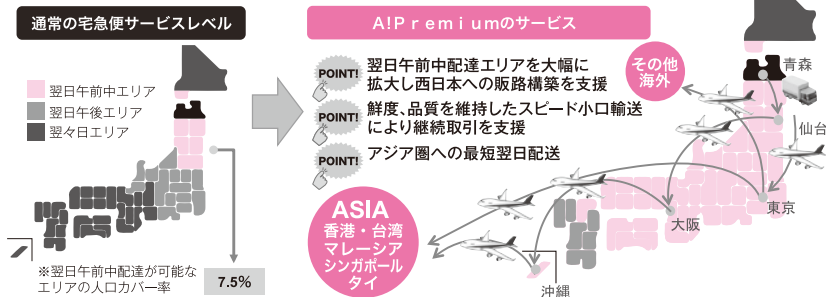 通常の宅急便サービスレベル
翌日午前中エリア
翌日午後エリア
翌々日エリア
※翌日午前中配達が可能な
エリアの人口カバー率
7.5%
A!Premiumのサービス
POINT!
翌日午前中配達エリアを大幅に
拡大し西日本への販路構築を支援
POINT!
鮮度、品質を維持したスピード小口輸送
により継続取引を支援
POINT!
アジア圏への最短翌日配送
その他
海外
ASIA
香港・台湾
マレーシア
シンガポール
タイ
青森
仙台
東京
大阪
沖縄